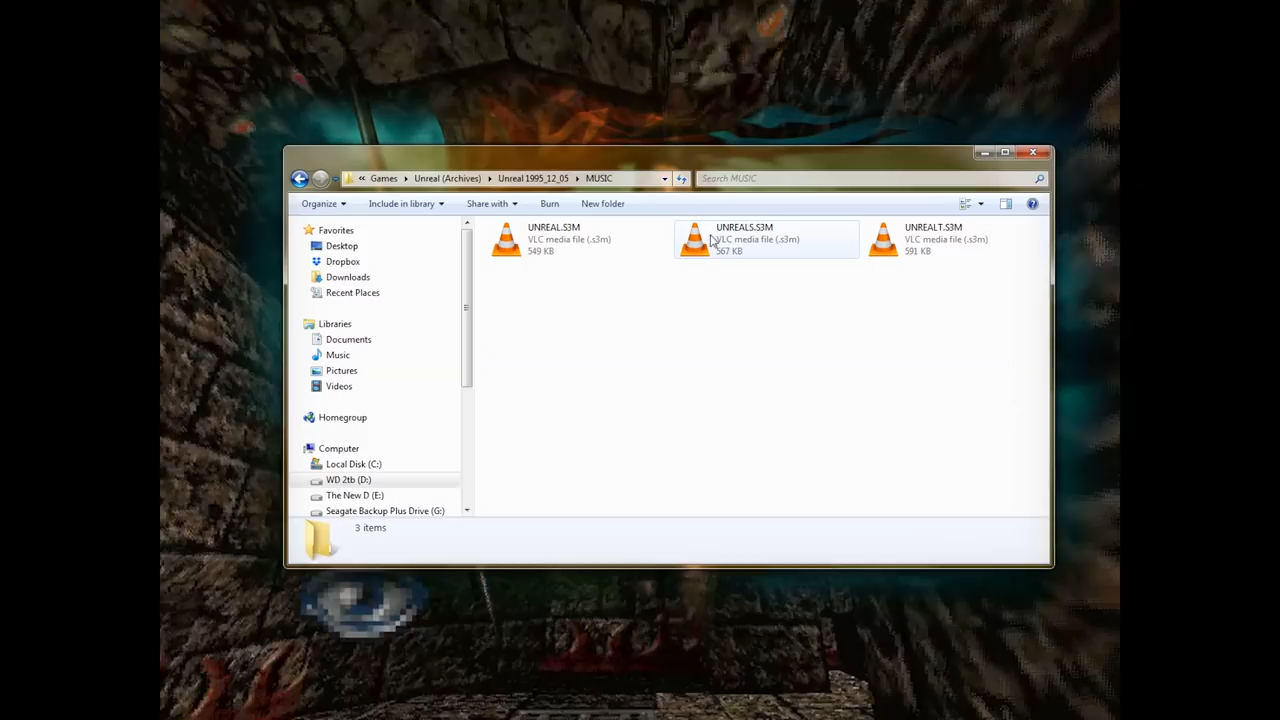 « Games Unreal (Archives) Unreal 1995_12_05 MUSIC
Search MUSIC
Organize Include in library Share with Burn New folder
Favorites
Desktop
Dropbox
Downloads
Recent Places
Libraries
Documents
Music
Pictures
Videos
Homegroup
Computer
Local Disk (C:)
WD 2tb (D:)
The New D (E:)
Seagate Backup Plus Drive (G:)
UNREAL.S3M
VLC media file (.s3m)
549 KB
UNREALS.S3M
VLC media file (.s3m)
567 KB
UNREALT.S3M
VLC media file (.s3m)
591 KB
3 items